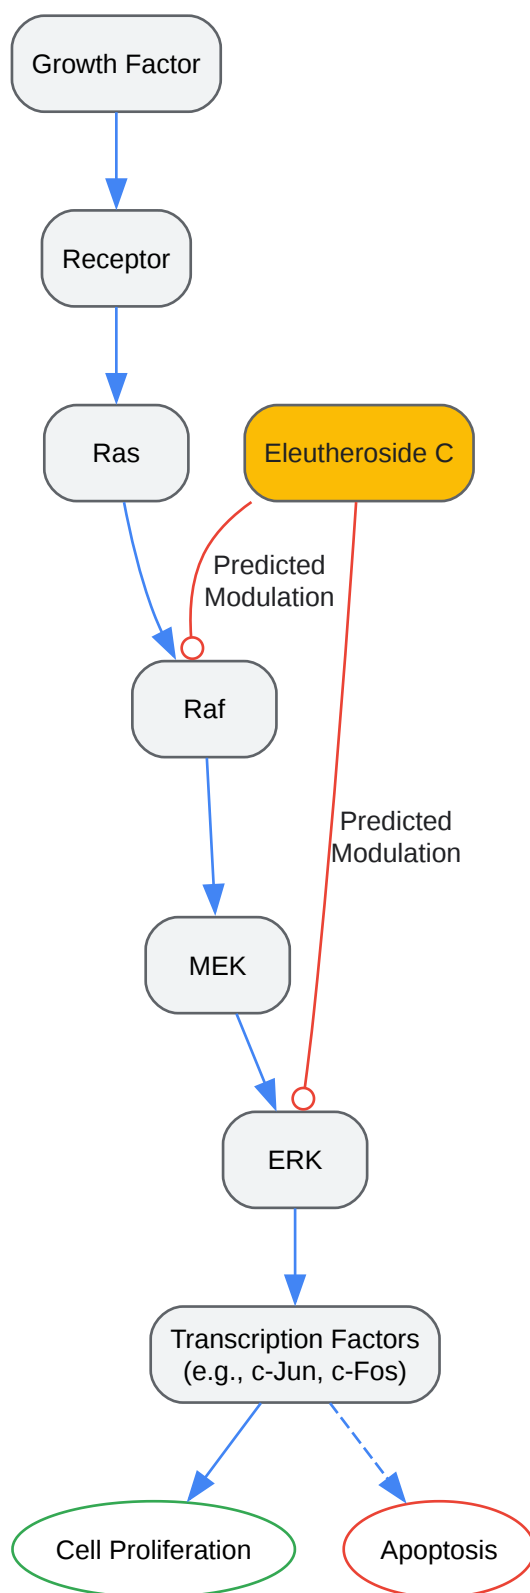 Growth Factor
Receptor
Ras
Eleutheroside C
Predicted
Modulation
Raf
Predicted
Modulation
MEK
ERK
Transcription Factors
(e.g., c-Jun, c-Fos)
Cell Proliferation
Apoptosis